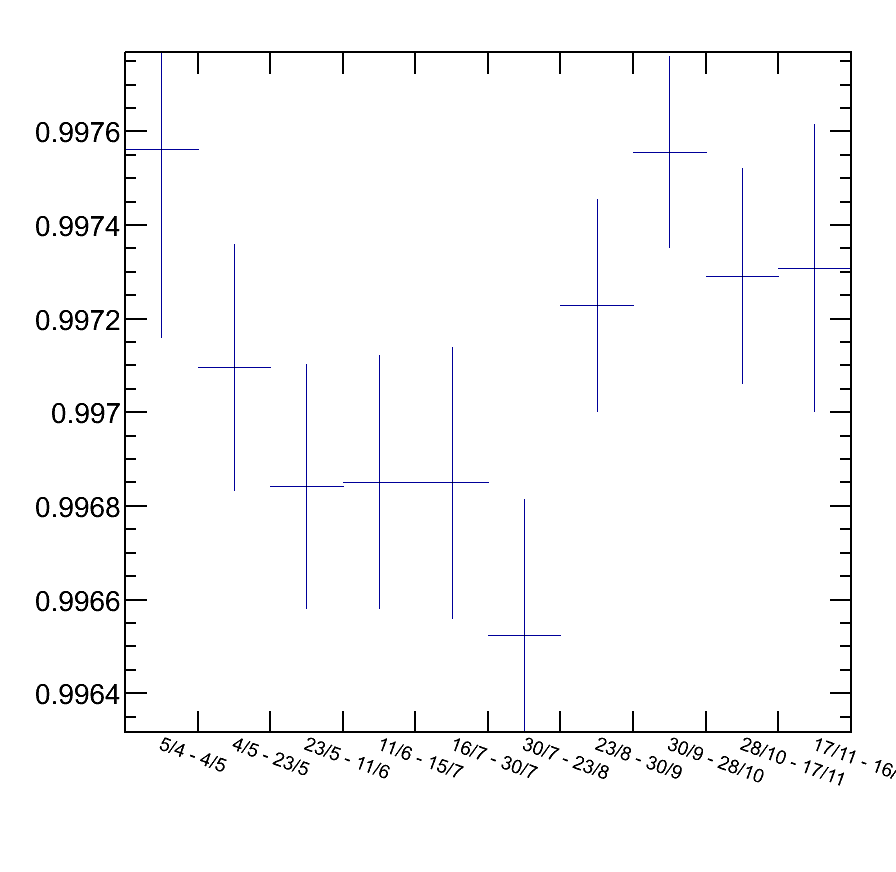 0.9976
0.9974
0.9972
0.997
0.9968
0.9966
0.9964
5/4 - 4/5
4/5 - 23/5
23/5 - 11/6
11/6 - 15/7
16/7 - 30/7
30/7 - 23/8
23/8 - 30/9
30/9 - 28/10
28/10 - 17/11
17/11 - 16/